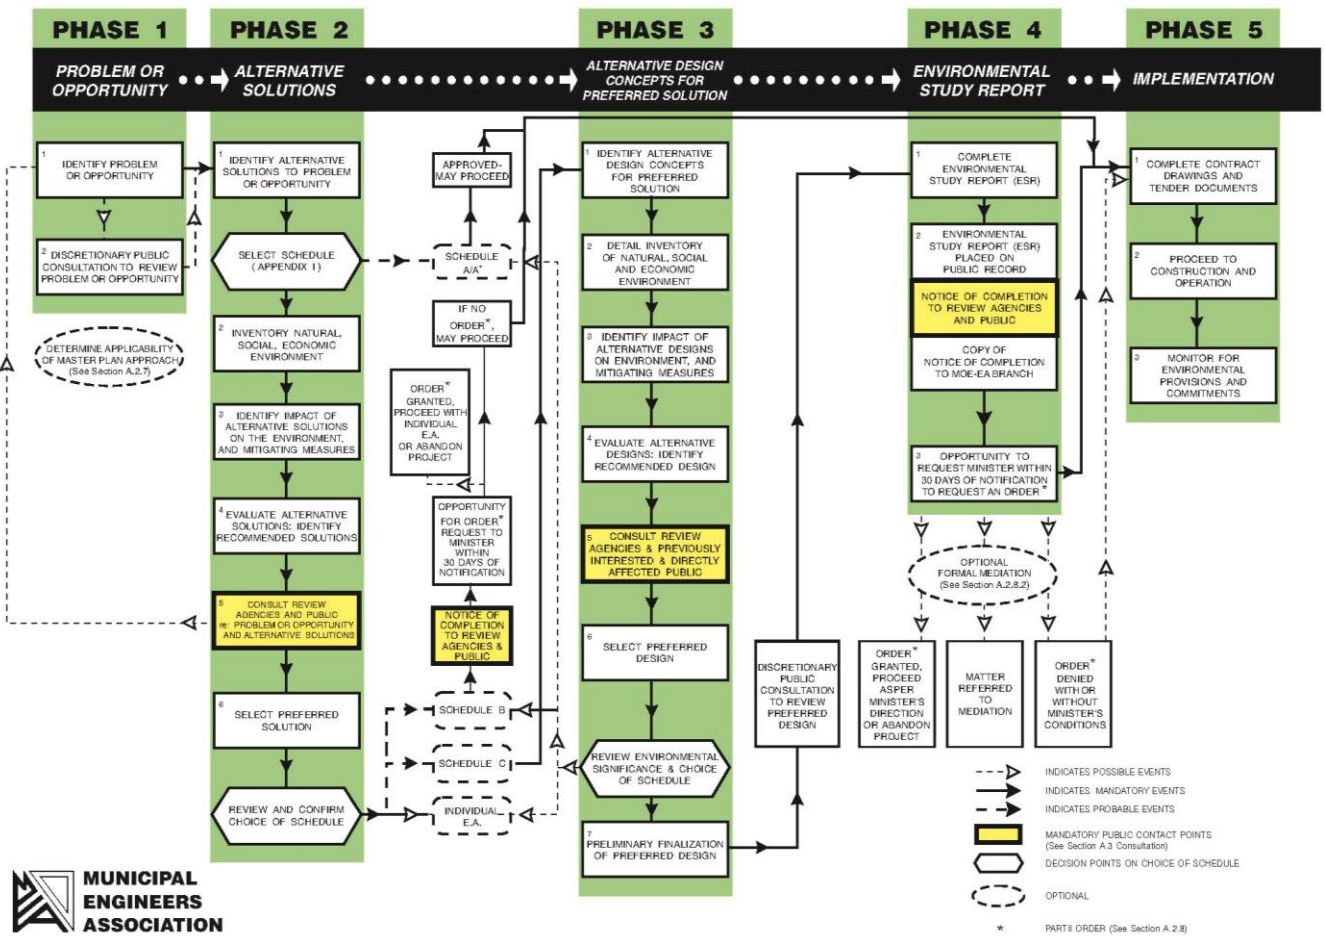 PHASE 1
PHASE 2
PHASE 3
PHASE 4
PHASE 5
PROBLEM OR
OPPORTUNITY
ALTERNATIVE
SOLUTIONS
ALTERNATIVE DESIGN
CONCEPTS FOR
PREFERRED SOLUTION
ENVIRONMENTAL
STUDY REPORT
IMPLEMENTATION
1 IDENTIFY PROBLEM
OR OPPORTUNITY
2 DISCRETIONARY PUBLIC
CONSULTATION TO REVIEW
PROBLEM OR OPPORTUNITY
DETERMINE APPLICABILITY
OF MASTER PLAN APPROACH
(See Section A.2.7)
1 IDENTIFY ALTERNATIVE
SOLUTIONS TO PROBLEM
OR OPPORTUNITY
SELECT SCHEDULE
(APPENDIX I)
2 INVENTORY NATURAL,
SOCIAL, ECONOMIC
ENVIRONMENT
3 IDENTIFY IMPACT OF
ALTERNATIVE SOLUTIONS
ON THE ENVIRONMENT,
AND MITIGATING MEASURES
4 EVALUATE ALTERNATIVE
SOLUTIONS: IDENTIFY
RECOMMENDED SOLUTIONS
5 CONSULT REVIEW
AGENCIES AND PUBLIC
re: PROBLEM OR OPPORTUNITY
AND ALTERNATIVE SOLUTIONS
6 SELECT PREFERRED
SOLUTION
REVIEW AND CONFIRM
CHOICE OF SCHEDULE
APPROVED-
MAY PROCEED
SCHEDULE
A/A+
IF NO
ORDER*,
MAY PROCEED
ORDER*
GRANTED,
PROCEED WITH
INDIVIDUAL
E.A.
OR ABANDON
PROJECT
OPPORTUNITY
FOR ORDER*
REQUEST TO
MINISTER
WITHIN
30 DAYS OF
NOTIFICATION
NOTICE OF
COMPLETION
TO REVIEW
AGENCIES &
PUBLIC
SCHEDULE B
SCHEDULE C
INDIVIDUAL
E.A.
1 IDENTIFY ALTERNATIVE
DESIGN CONCEPTS
FOR PREFERRED
SOLUTION
2 DETAIL INVENTORY
OF NATURAL, SOCIAL
AND ECONOMIC
ENVIRONMENT
3 IDENTIFY IMPACT OF
ALTERNATIVE DESIGNS
ON ENVIRONMENT, AND
MITIGATING MEASURES
4 EVALUATE ALTERNATIVE
DESIGNS: IDENTIFY
RECOMMENDED DESIGN
5 CONSULT REVIEW
AGENCIES & PREVIOUSLY
INTERESTED & DIRECTLY
AFFECTED PUBLIC
6 SELECT PREFERRED
DESIGN
REVIEW ENVIRONMENTAL
SIGNIFICANCE & CHOICE
OF SCHEDULE
7 PRELIMINARY FINALIZATION
OF PREFERRED DESIGN
DISCRETIONARY
PUBLIC
CONSULTATION
TO REVIEW
PREFERRED
DESIGN
1 COMPLETE
ENVIRONMENTAL
STUDY REPORT (ESR)
2 ENVIRONMENTAL
STUDY REPORT (ESR)
PLACED ON
PUBLIC RECORD
NOTICE OF COMPLETION
TO REVIEW AGENCIES
AND PUBLIC
COPY OF
NOTICE OF COMPLETION
TO MOE-EA BRANCH
3 OPPORTUNITY TO
REQUEST MINISTER WITHIN
30 DAYS OF NOTIFICATION
TO REQUEST AN ORDER*
OPTIONAL
FORMAL MEDIATION
(See Section A.2.8.2)
ORDER*
GRANTED,
PROCEED
ASPER
MINISTER'S
DIRECTION
OR ABANDON
PROJECT
MATTER
REFERRED
TO
MEDIATION
ORDER*
DENIED
WITH OR
WITHOUT
MINISTER'S
CONDITIONS
1 COMPLETE CONTRACT
DRAWINGS AND
TENDER DOCUMENTS
2 PROCEED TO
CONSTRUCTION AND
OPERATION
3 MONITOR FOR
ENVIRONMENTAL
PROVISIONS AND
COMMITMENTS
INDICATES POSSIBLE EVENTS
INDICATES MANDATORY EVENTS
INDICATES PROBABLE EVENTS
MANDATORY PUBLIC CONTACT POINTS
(See Section A.3 Consultation)
DECISION POINTS ON CHOICE OF SCHEDULE
OPTIONAL
* PART II ORDER (See Section A.2.8)
MUNICIPAL
ENGINEERS
ASSOCIATION